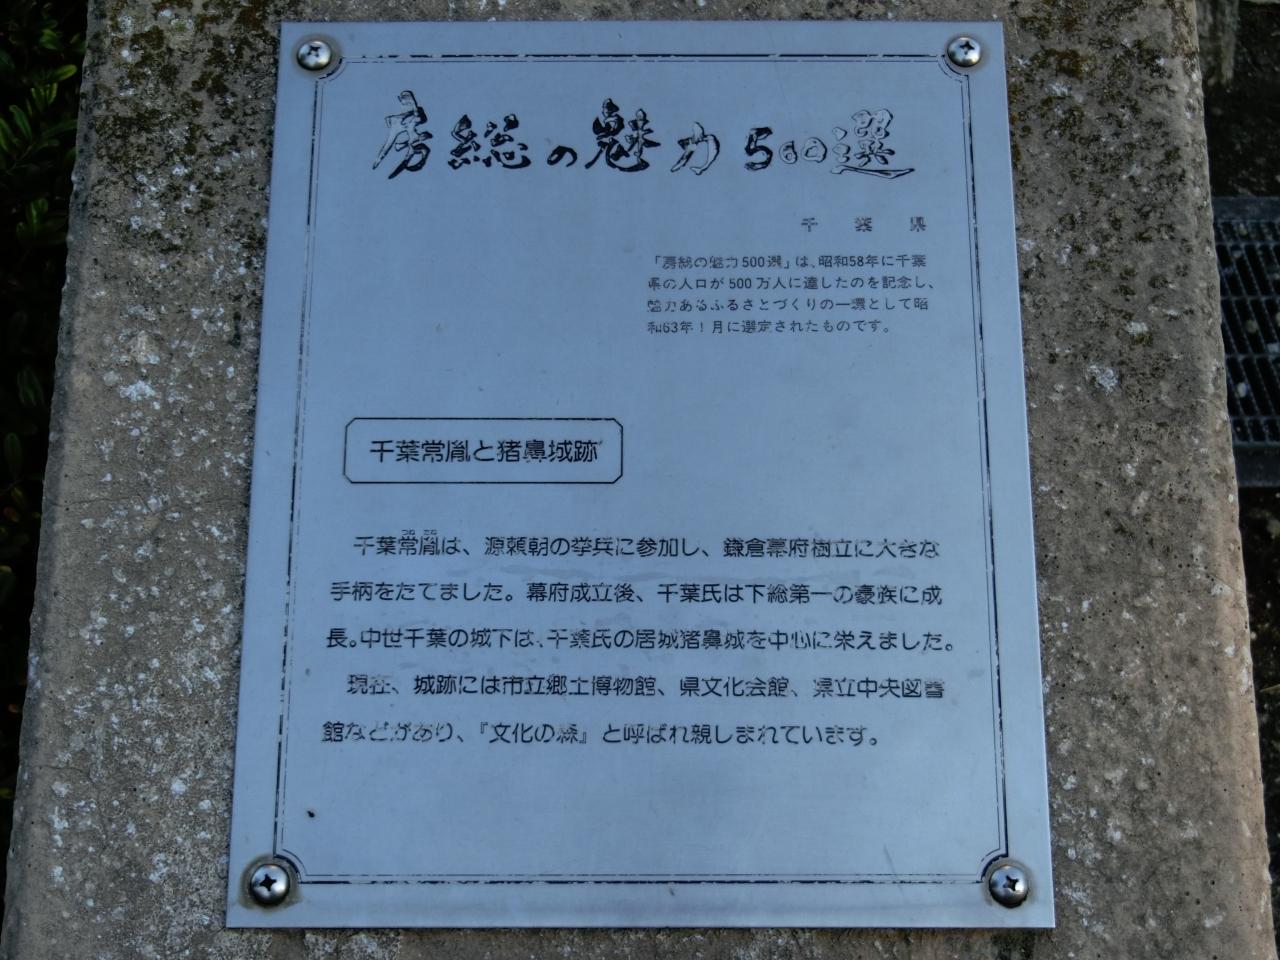 房総の魅力500選
千葉県
「房総の魅力500選」は、昭和58年に千葉
県の人口が500万人に達したのを記念し、
魅力あるふるさとづくりの一環として昭
和63年1月に選定されたものです。
千葉常胤と猪鼻城跡
千葉常胤は、源頼朝の挙兵に参加し、鎌倉幕府樹立に大きな
手柄をたてました。幕府成立後、千葉氏は下総第一の豪族に成
長。中世千葉の城下は、千葉氏の居城猪鼻城を中心に栄えました。
現在、城跡には市立郷土博物館、県文化会館、県立中央図書
館などがあり、『文化の森』と呼ばれ親しまれています。